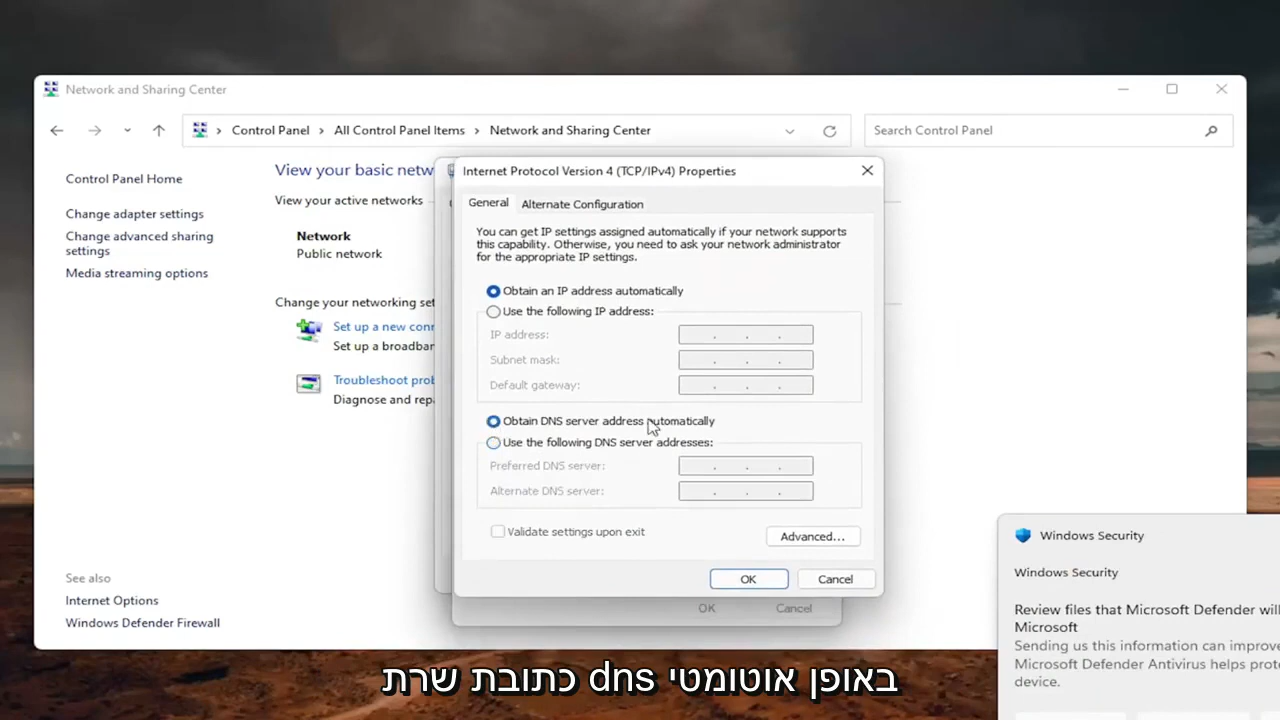 Network and Sharing Center
Control Panel
All Control Panel Items
Network and Sharing Center
Search Control Panel
Control Panel Home
Change adapter settings
Change advanced sharing
settings
Media streaming options
See also
Internet Options
Windows Defender Firewall
View your basic netw
View your active networks
Network
Public network
Change your networking set
Set up a new conn
Set up a broadbar
Troubleshoot prob
Diagnose and repa
Internet Protocol Version 4 (TCP/IPv4) Properties
General
Alternate Configuration
You can get IP settings assigned automatically if your network supports
this capability. Otherwise, you need to ask your network administrator
for the appropriate IP settings.
Obtain an IP address automatically
Use the following IP address:
IP address:
Subnet mask:
Default gateway:
Obtain DNS server address automatically
Use the following DNS server addresses:
Preferred DNS server:
Alternate DNS server:
Validate settings upon exit
Advanced...
OK
Cancel
OK
Cancel
Windows Security
Windows Security
Review files that Microsoft Defender will
Microsoft
Sending us this information can improve
Microsoft Defender Antivirus helps prote
device.
באופן אוטומטי dns כתובת שרת